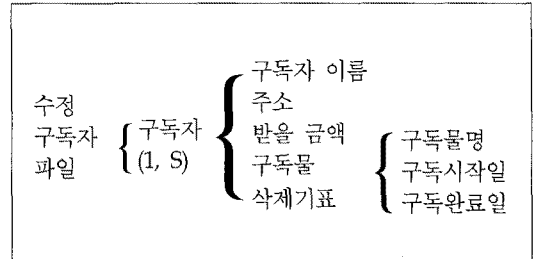 수정
구독자
파일
구독자
(1, S)
구독자 이름
주소
받을 금액
구독물
삭제기표
구독물명
구독시작일
구독완료일